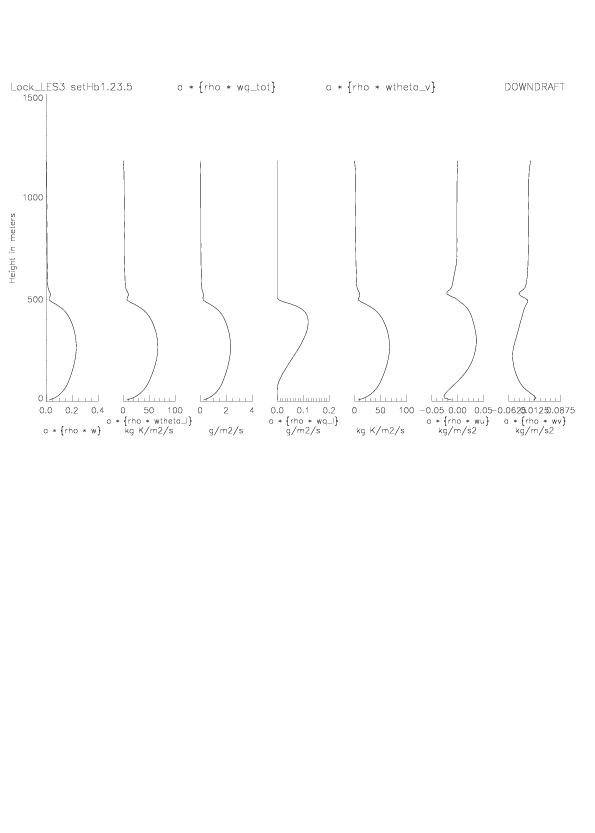 Lock_LES3 setHb1.23.5 a * {rho * wq_tot} a * {rho * wtheta_v} DOWNDRAFT
1500
1000
Height in meters
500
0
0.0 0.2 0.4 0 50 100 0 2 4 0.0 0.1 0.2 0 50 100 -0.05 0.00 0.05 -0.0625 0.0125 0.0875
a * {rho * wtheta_l} a * {rho * wq_l} a * {rho * wu} a * {rho * wv}
a * {rho * w} kg K/m2/s g/m2/s g/m2/s kg K/m2/s kg/m/s2 kg/m/s2